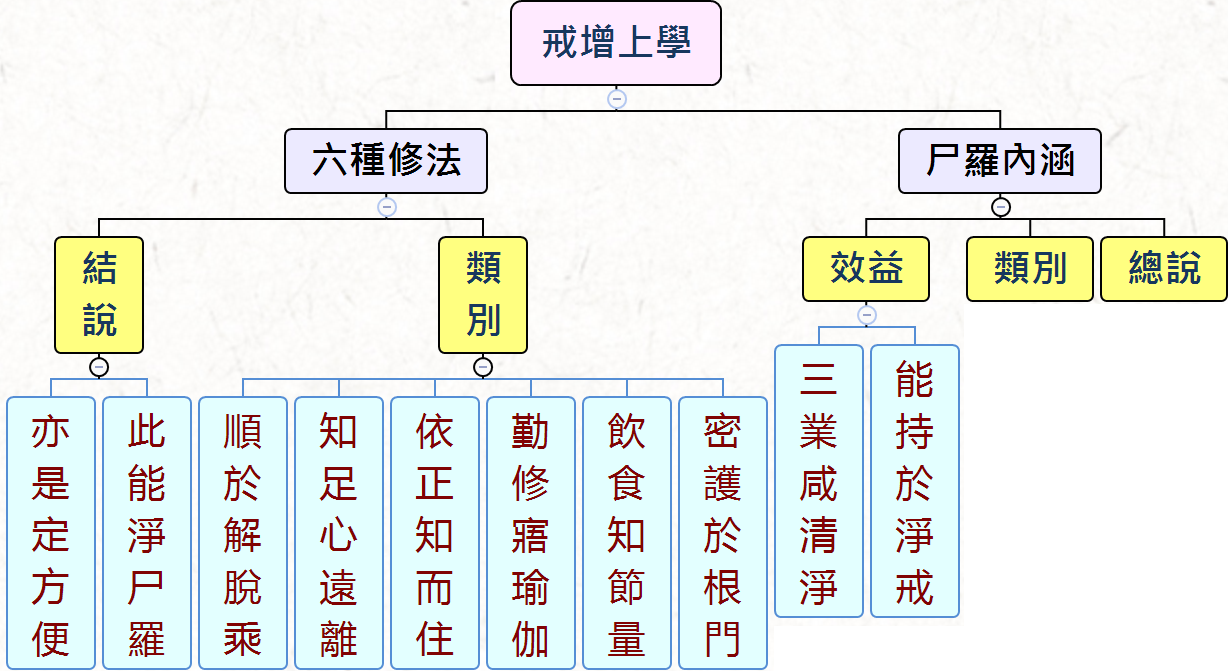 戒增上學
六種修法
尸羅內涵
結說
類別
效益
類別
總說
亦是定方便
此能淨尸羅
順於解脫乘
知足心遠離
依正知而住
勤修寤瑜伽
飲食知節量
密護於根門
三業咸清淨
能持於淨戒